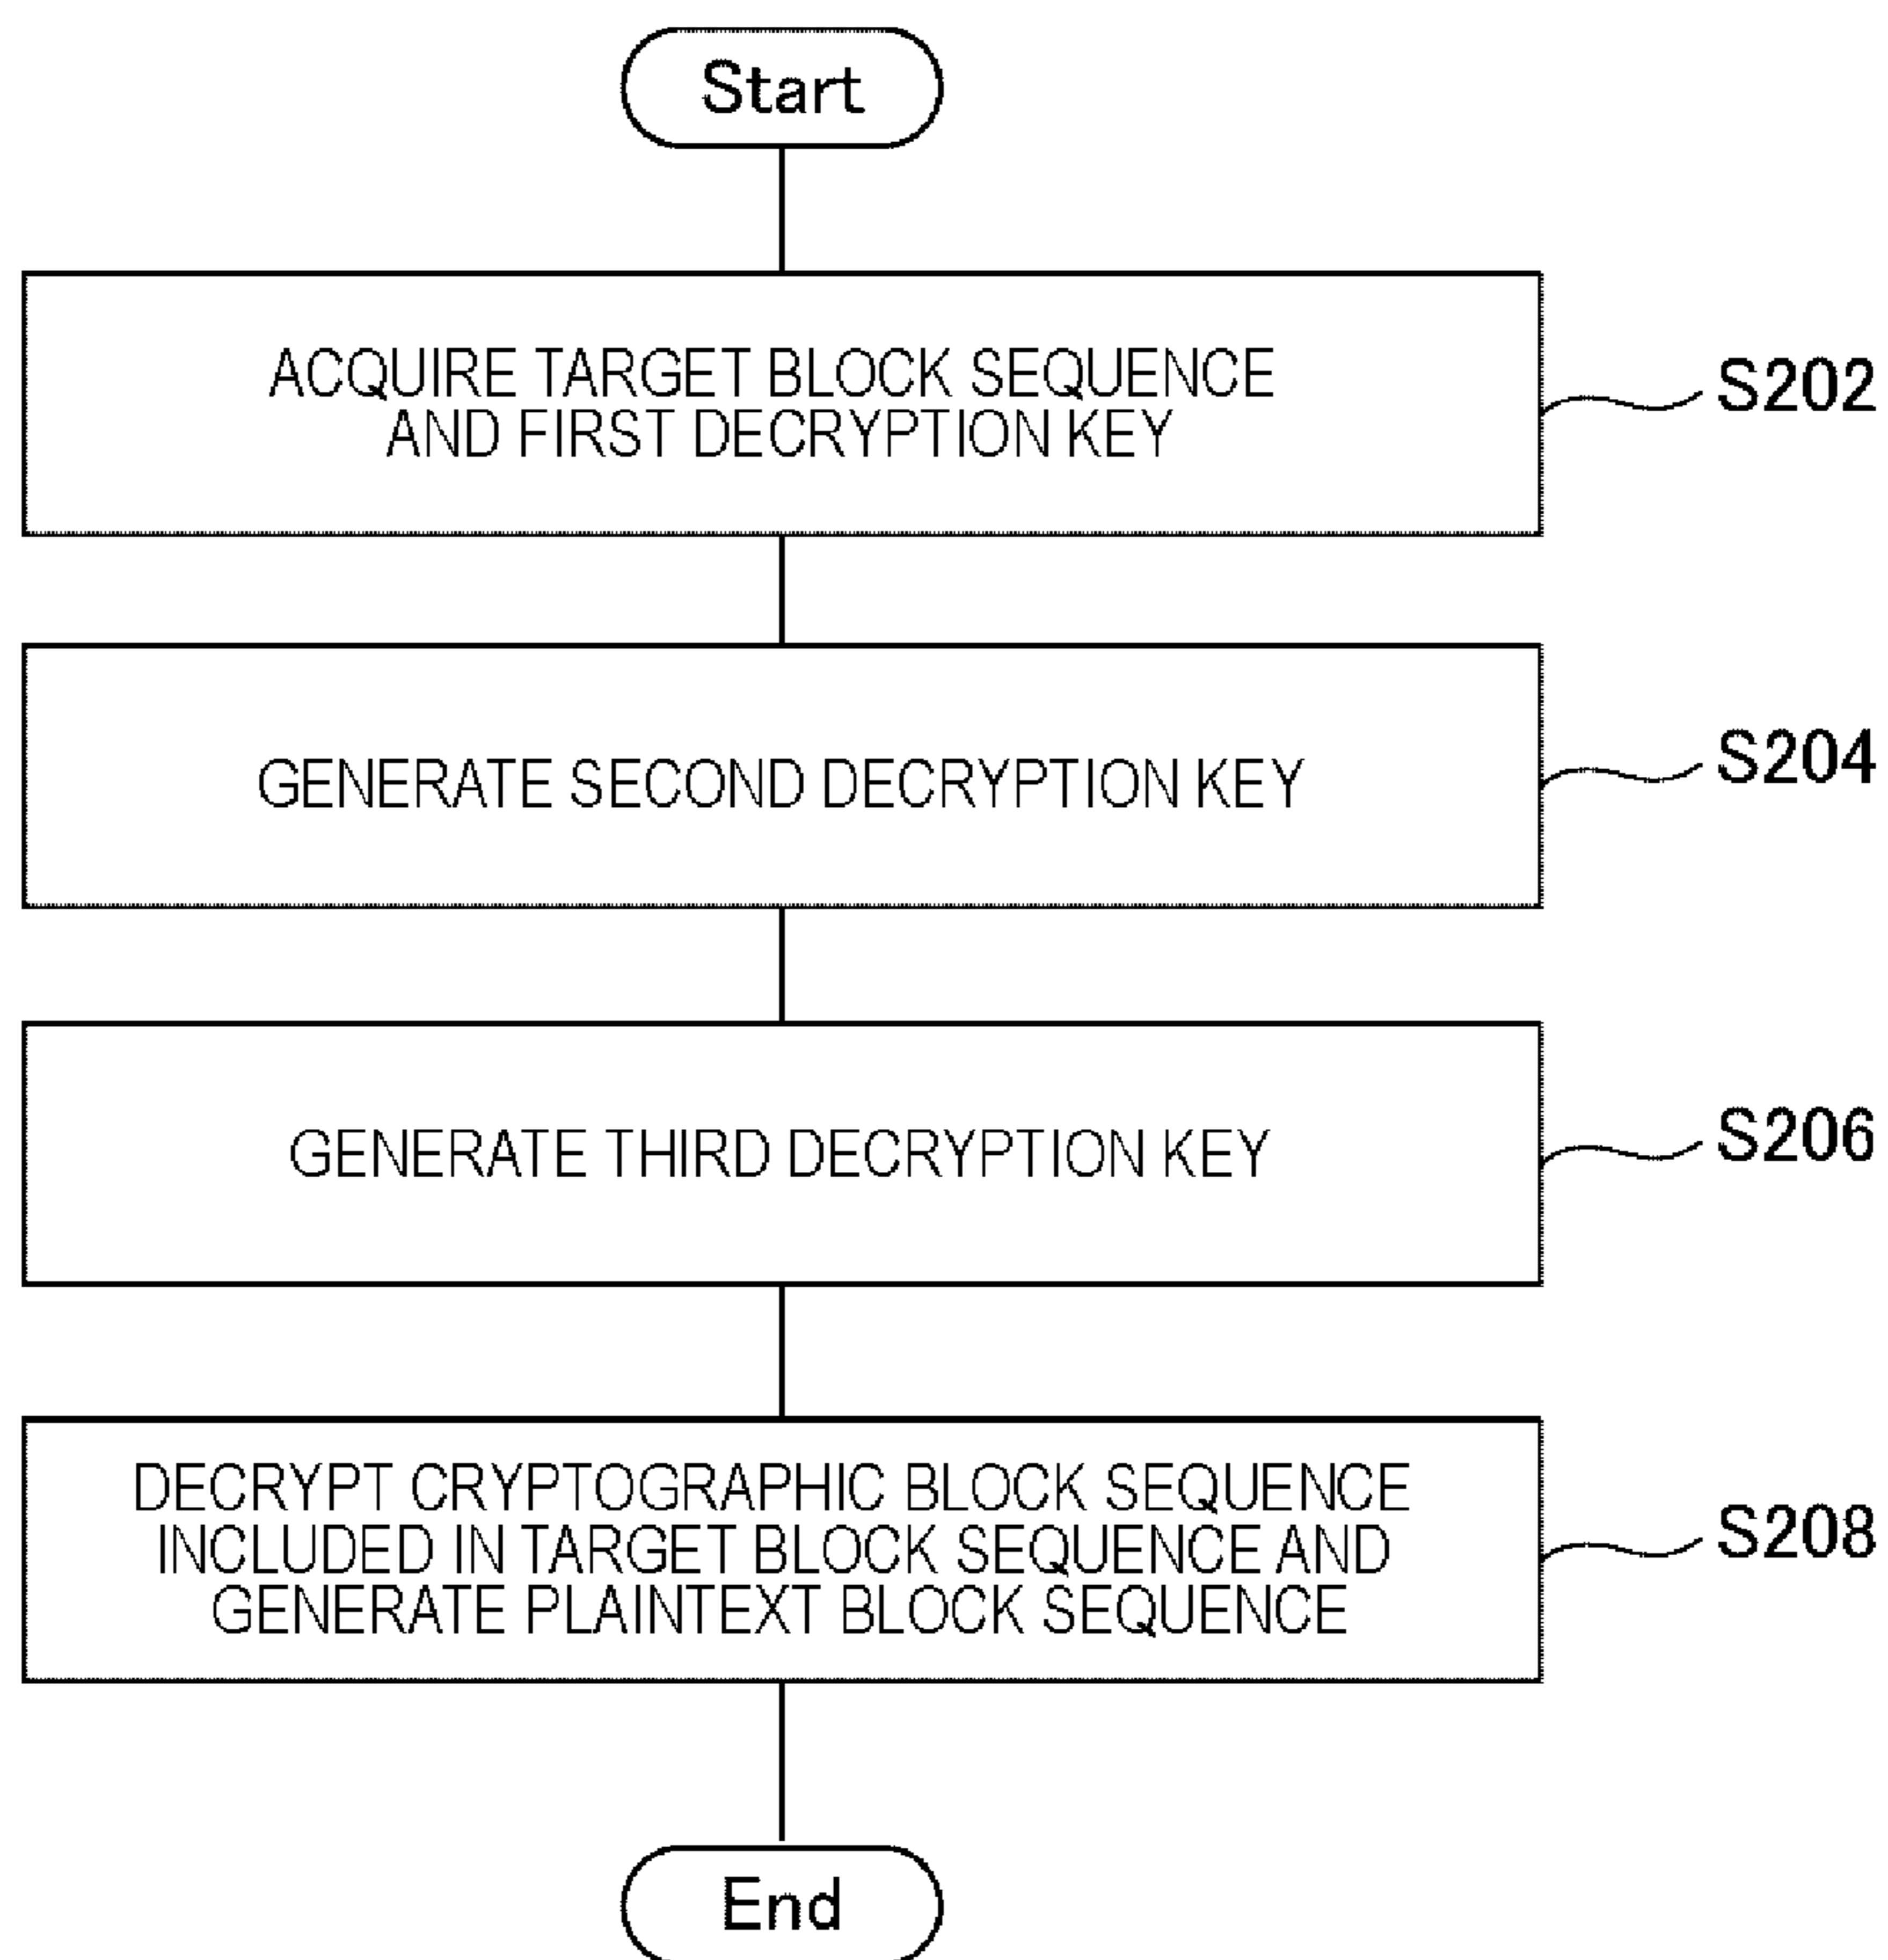 Start
ACQUIRE TARGET BLOCK SEQUENCE
AND FIRST DECRYPTION KEY
S202
GENERATE SECOND DECRYPTION KEY
S204
GENERATE THIRD DECRYPTION KEY
S206
DECRYPT CRYPTOGRAPHIC BLOCK SEQUENCE
INCLUDED IN TARGET BLOCK SEQUENCE AND
GENERATE PLAINTEXT BLOCK SEQUENCE
S208
End